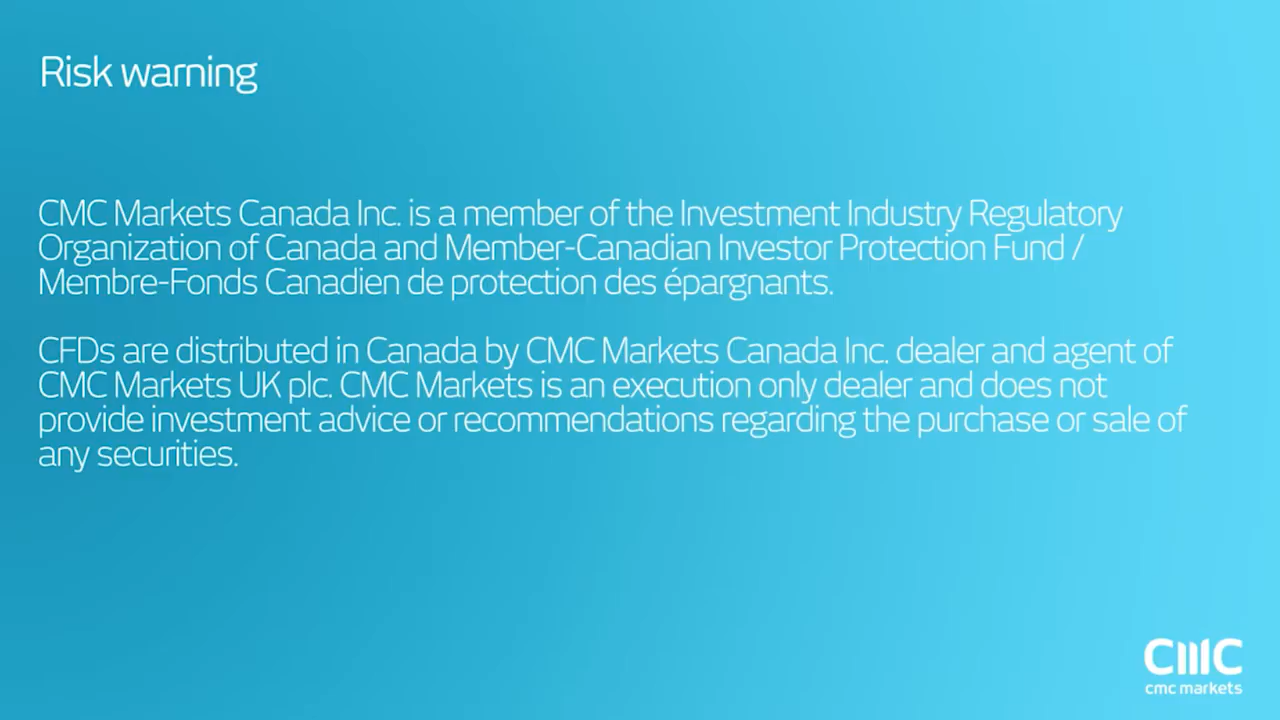 Risk warning
CMC Markets Canada Inc. is a member of the Investment Industry Regulatory
Organization of Canada and Member-Canadian Investor Protection Fund /
Membre-Fonds Canadien de protection des épargnants.
CFDs are distributed in Canada by CMC Markets Canada Inc. dealer and agent of
CMC Markets UK plc. CMC Markets is an execution only dealer and does not
provide investment advice or recommendations regarding the purchase or sale of
any securities.
CMC
cmc markets